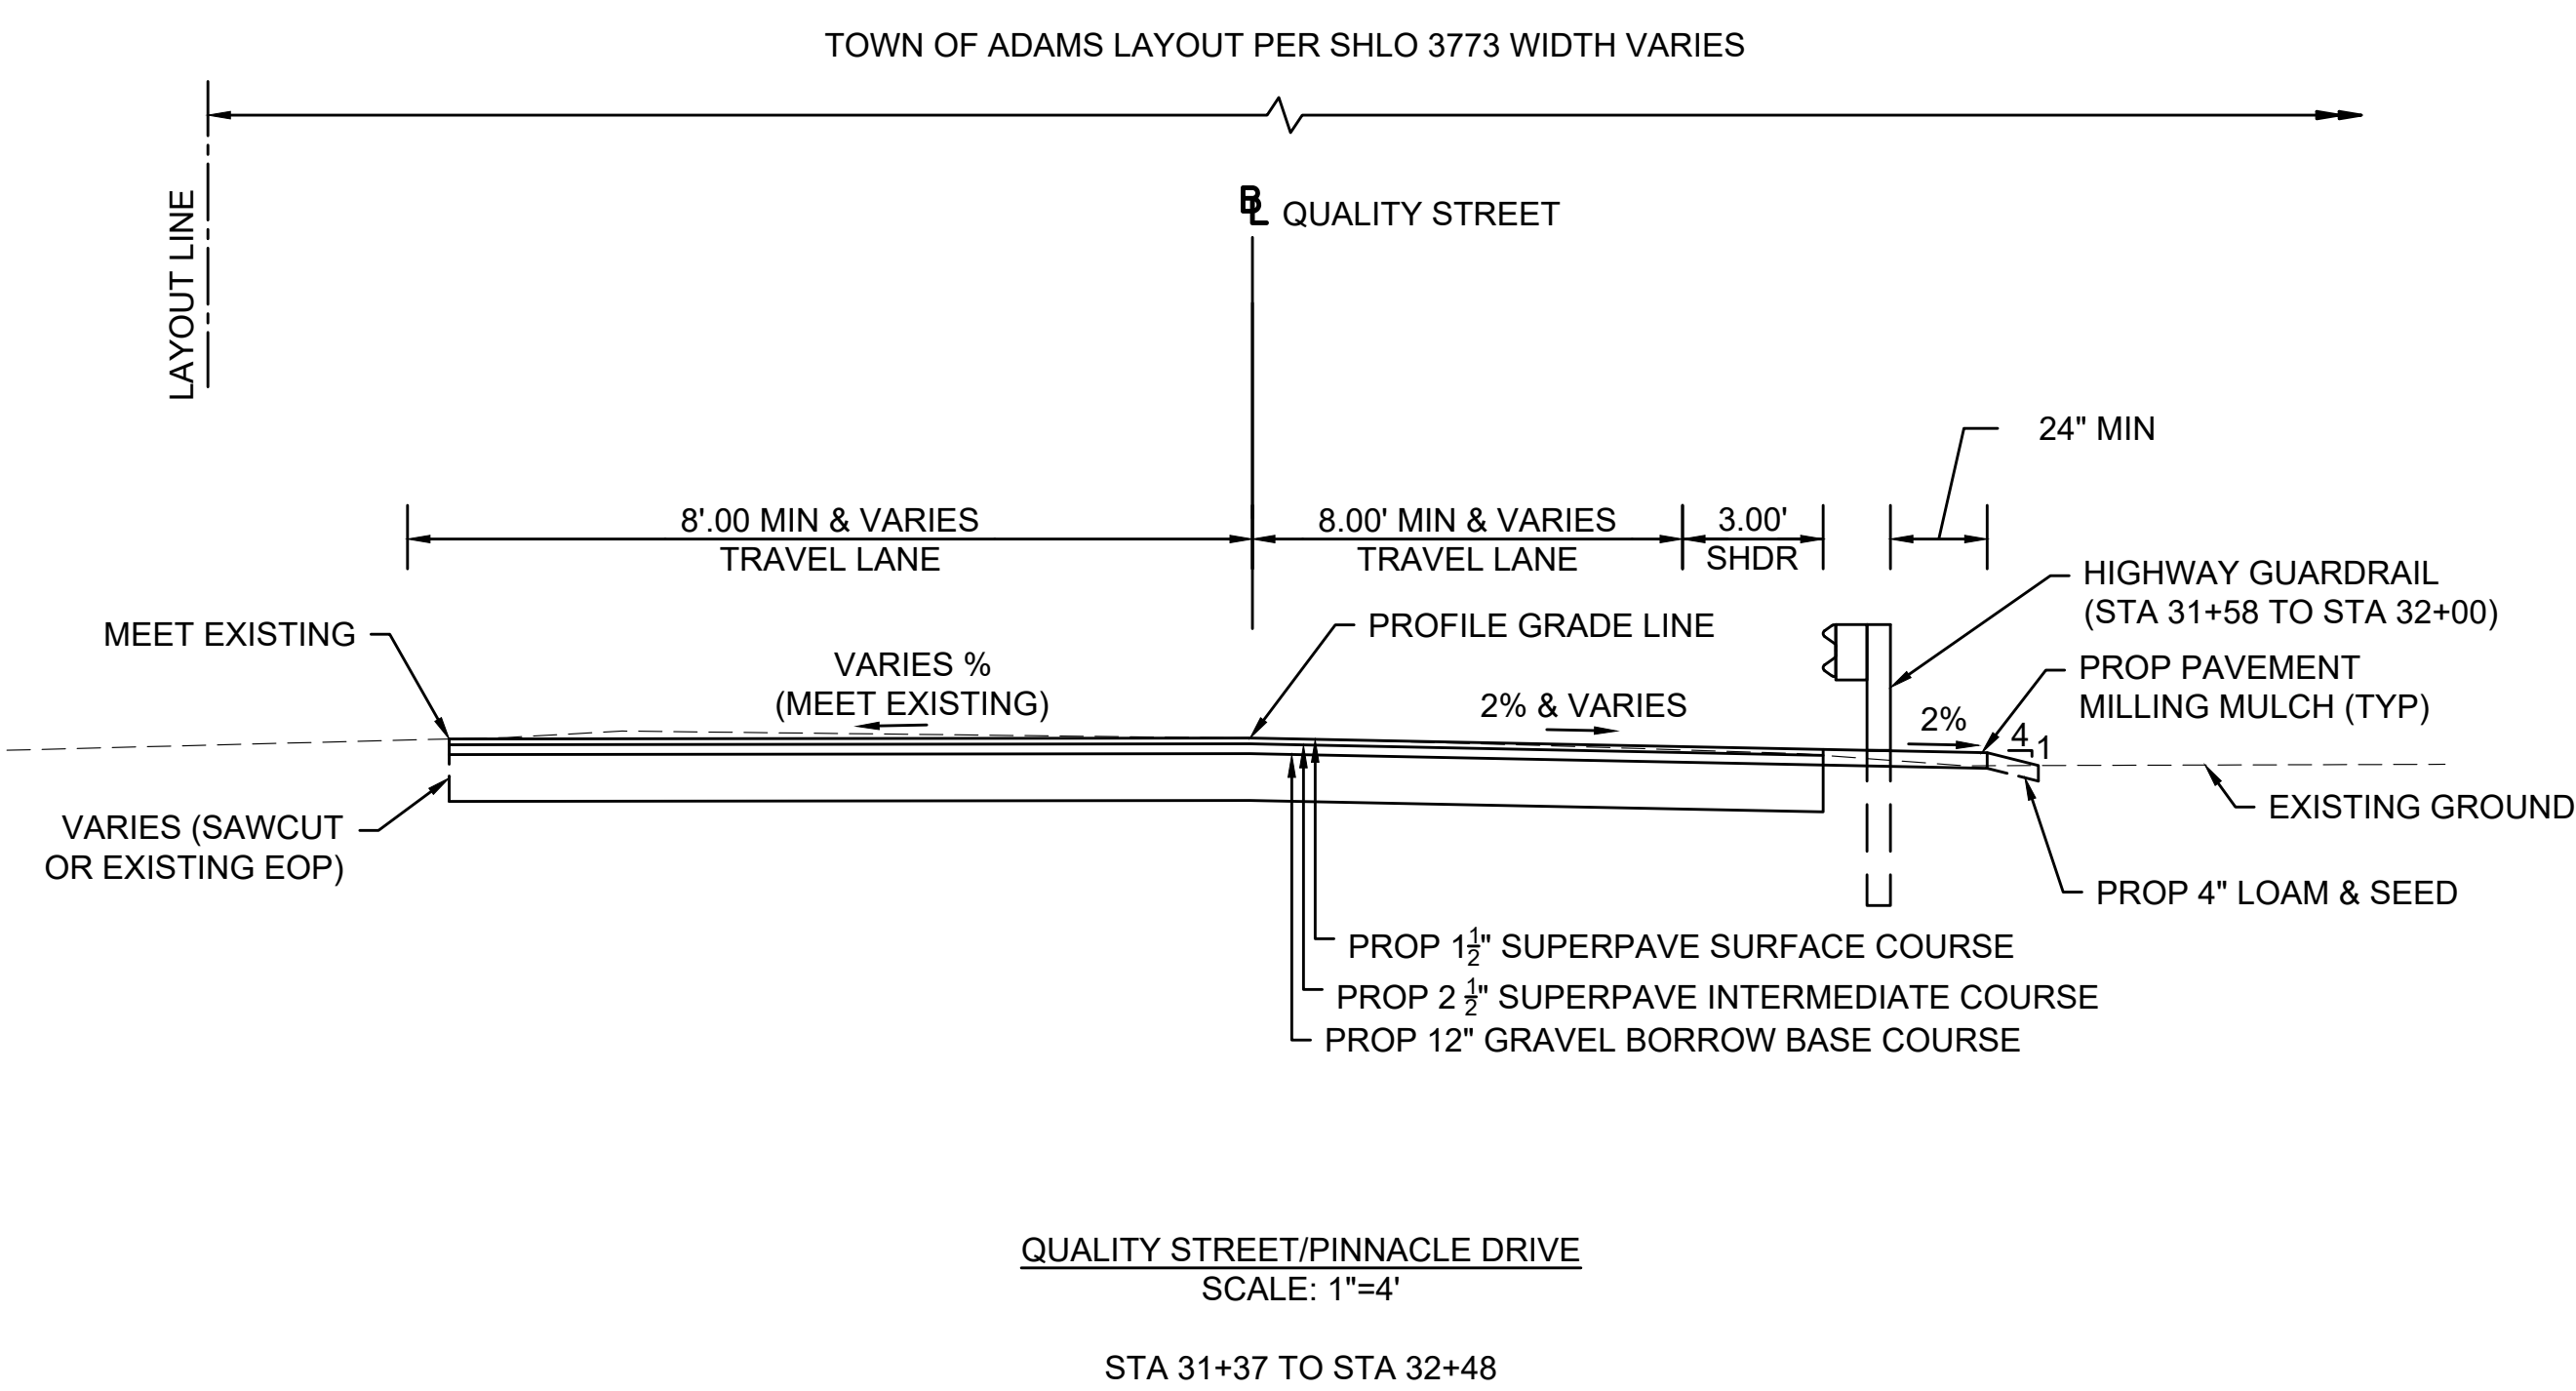 TOWN OF ADAMS LAYOUT PER SHLO 3773 WIDTH VARIES
LAYOUT LINE
BL QUALITY STREET
24" MIN
8'.00 MIN & VARIES
TRAVEL LANE
8.00' MIN & VARIES
TRAVEL LANE
3.00'
SHDR
HIGHWAY GUARDRAIL
(STA 31+58 TO STA 32+00)
MEET EXISTING
PROFILE GRADE LINE
VARIES %
(MEET EXISTING)
2% & VARIES
2%
PROP PAVEMENT
MILLING MULCH (TYP)
4
1
VARIES (SAWCUT
OR EXISTING EOP)
EXISTING GROUND
PROP 4" LOAM & SEED
PROP 1 1/2" SUPERPAVE SURFACE COURSE
PROP 2 1/2" SUPERPAVE INTERMEDIATE COURSE
PROP 12" GRAVEL BORROW BASE COURSE
QUALITY STREET/PINNACLE DRIVE
SCALE: 1"=4'
STA 31+37 TO STA 32+48